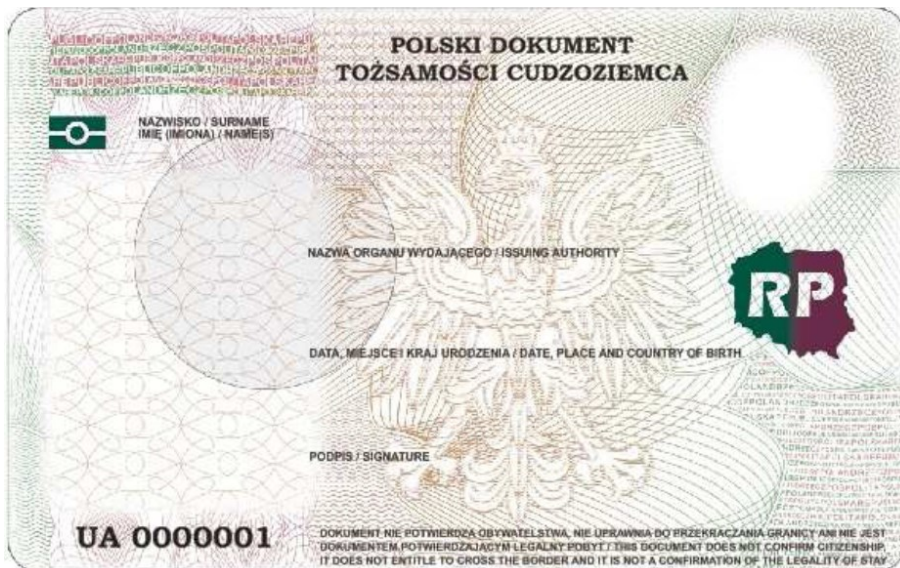 POLSKI DOKUMENT
TOŻSAMOŚCI CUDZOZIEMCA
NAZWISKO / SURNAME
IMIĘ (IMIONA) / NAME(S)
NAZWA ORGANU WYDAJĄCEGO / ISSUING AUTHORITY
RP
DATA, MIEJSCE I KRAJ URODZENIA / DATE, PLACE AND COUNTRY OF BIRTH
PODPIS / SIGNATURE
UA 0000001
DOKUMENT NIE POTWIERDZA OBYWATELSTWA, NIE UPRAWNIA DO PRZEKRACZANIA GRANICY ANI NIE JEST
DOKUMENTEM POTWIERDZAJĄCYM LEGALNY POBYT / THIS DOCUMENT DOES NOT CONFIRM CITIZENSHIP,
IT DOES NOT ENTITLE TO CROSS THE BORDER AND IT IS NOT A CONFIRMATION OF THE LEGALITY OF STAY